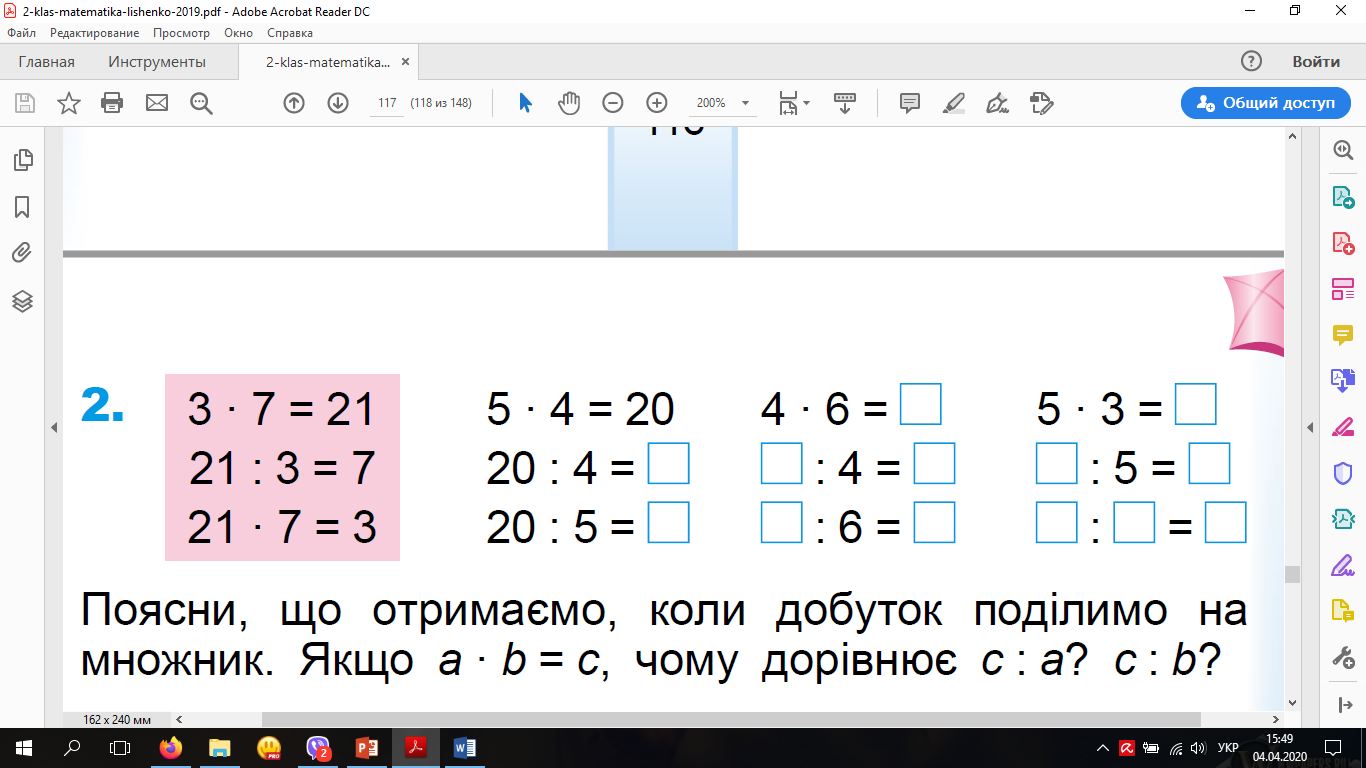 2-klas-matematika-lishenko-2019.pdf - Adobe Acrobat Reader DC
Файл Редактирование Просмотр Окно Справка
Главная Инструменты 2-klas-matematika... × Войти
117 (118 из 148) 200% Общий доступ
2.
3 · 7 = 21
21 : 3 = 7
21 · 7 = 3
5 · 4 = 20
20 : 4 = □
20 : 5 = □
4 · 6 = □
□ : 4 = □
□ : 6 = □
5 · 3 = □
□ : 5 = □
□ : □ = □
Поясни, що отримаємо, коли добуток поділимо на
множник. Якщо a · b = c, чому дорівнює c : a? c : b?
162 x 240 мм
PRO
2
W
УКР
15:49
04.04.2020